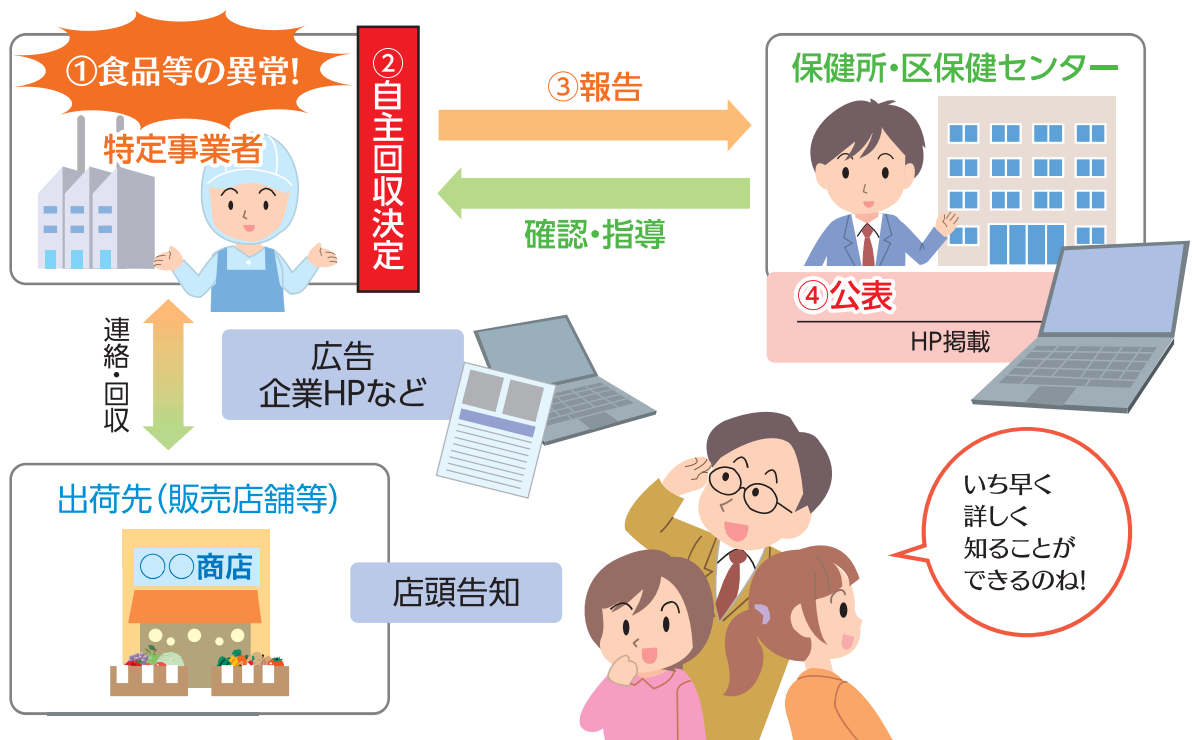 ①食品等の異常!
特定事業者
②自主回収決定
③報告
確認・指導
保健所・区保健センター
④公表
HP掲載
連絡・回収
広告
企業HPなど
出荷先(販売店舗等)
○○商店
店頭告知
いち早く
詳しく
知ることが
できるのね!